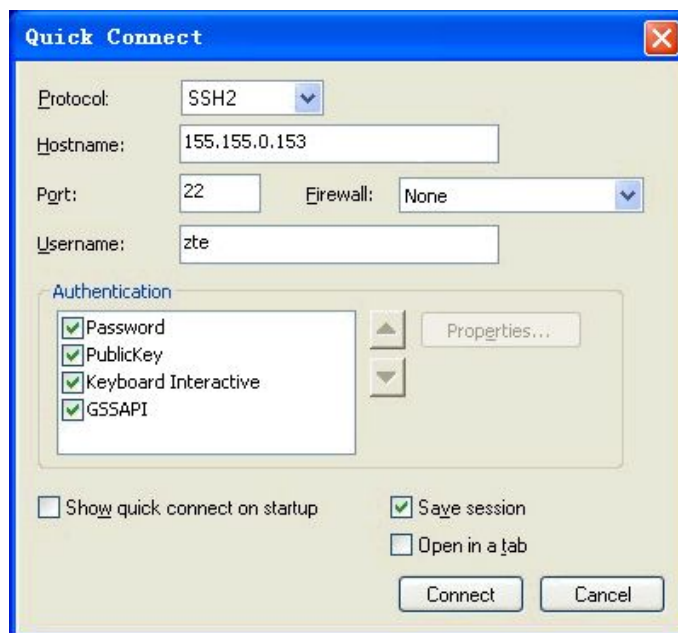 Quick Connect
Protocol: SSH2
Hostname: 155.155.0.153
Port: 22 Firewall: None
Username: zte
Authentication
Password
PublicKey
Keyboard Interactive
GSSAPI
Properties...
Show quick connect on startup
Save session
Open in a tab
Connect Cancel